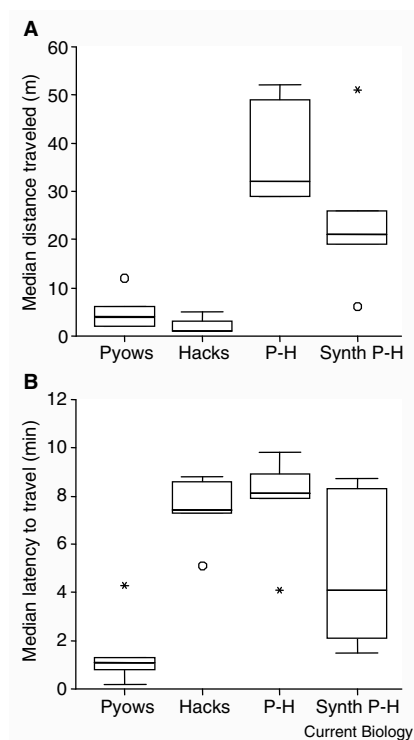 A
Median distance traveled (m)
60
50
40
30
20
10
0
Pyows Hacks P-H Synth P-H
B
Median latency to travel (min)
12
10
8
6
4
2
0
Pyows Hacks P-H Synth P-H
Current Biology